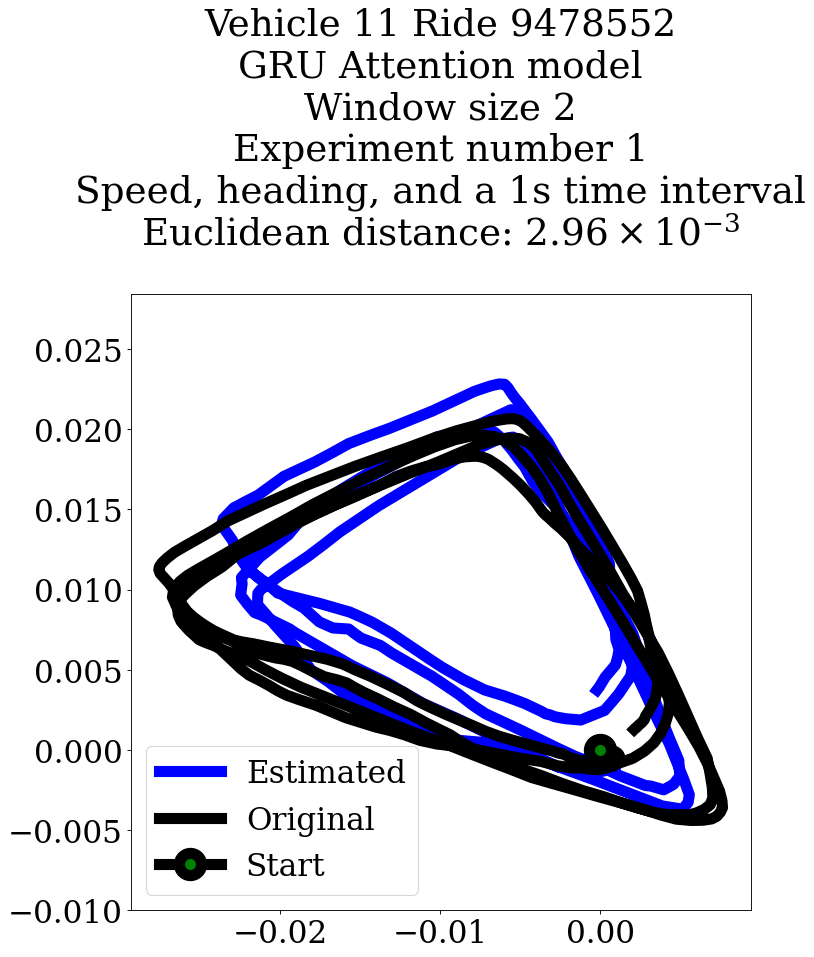 Vehicle 11 Ride 9478552
GRU Attention model
Window size 2
Experiment number 1
Speed, heading, and a 1s time interval
Euclidean distance: 2.96 × 10⁻³
0.025
0.020
0.015
0.010
0.005
0.000
−0.005
−0.010
Estimated
Original
Start
−0.02
−0.01
0.00